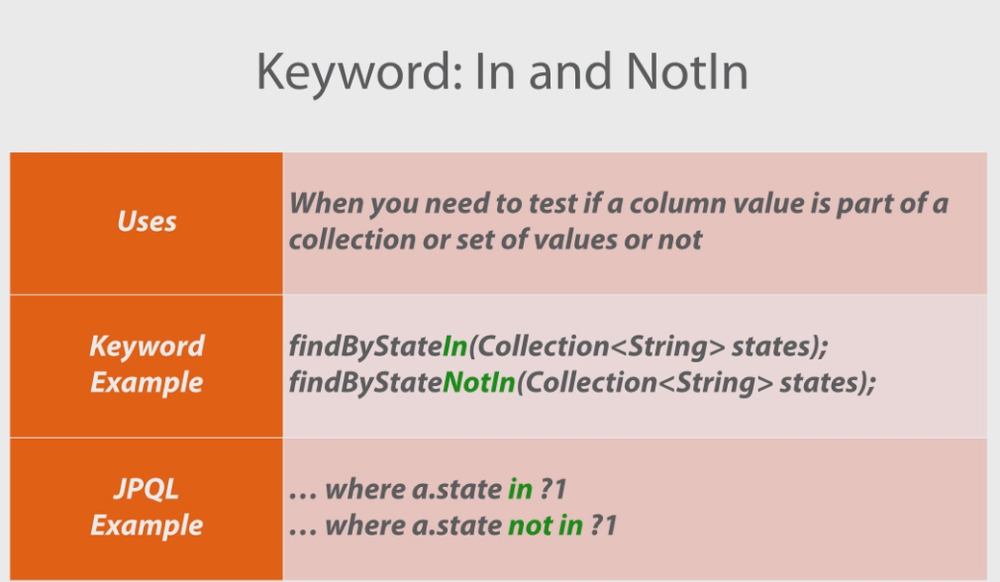 Keyword: In and NotIn
Uses
When you need to test if a column value is part of a
collection or set of values or not
Keyword
Example
findByStateIn(Collection<String> states);
findByStateNotIn(Collection<String> states);
JPQL
Example
… where a.state in ?1
… where a.state not in ?1